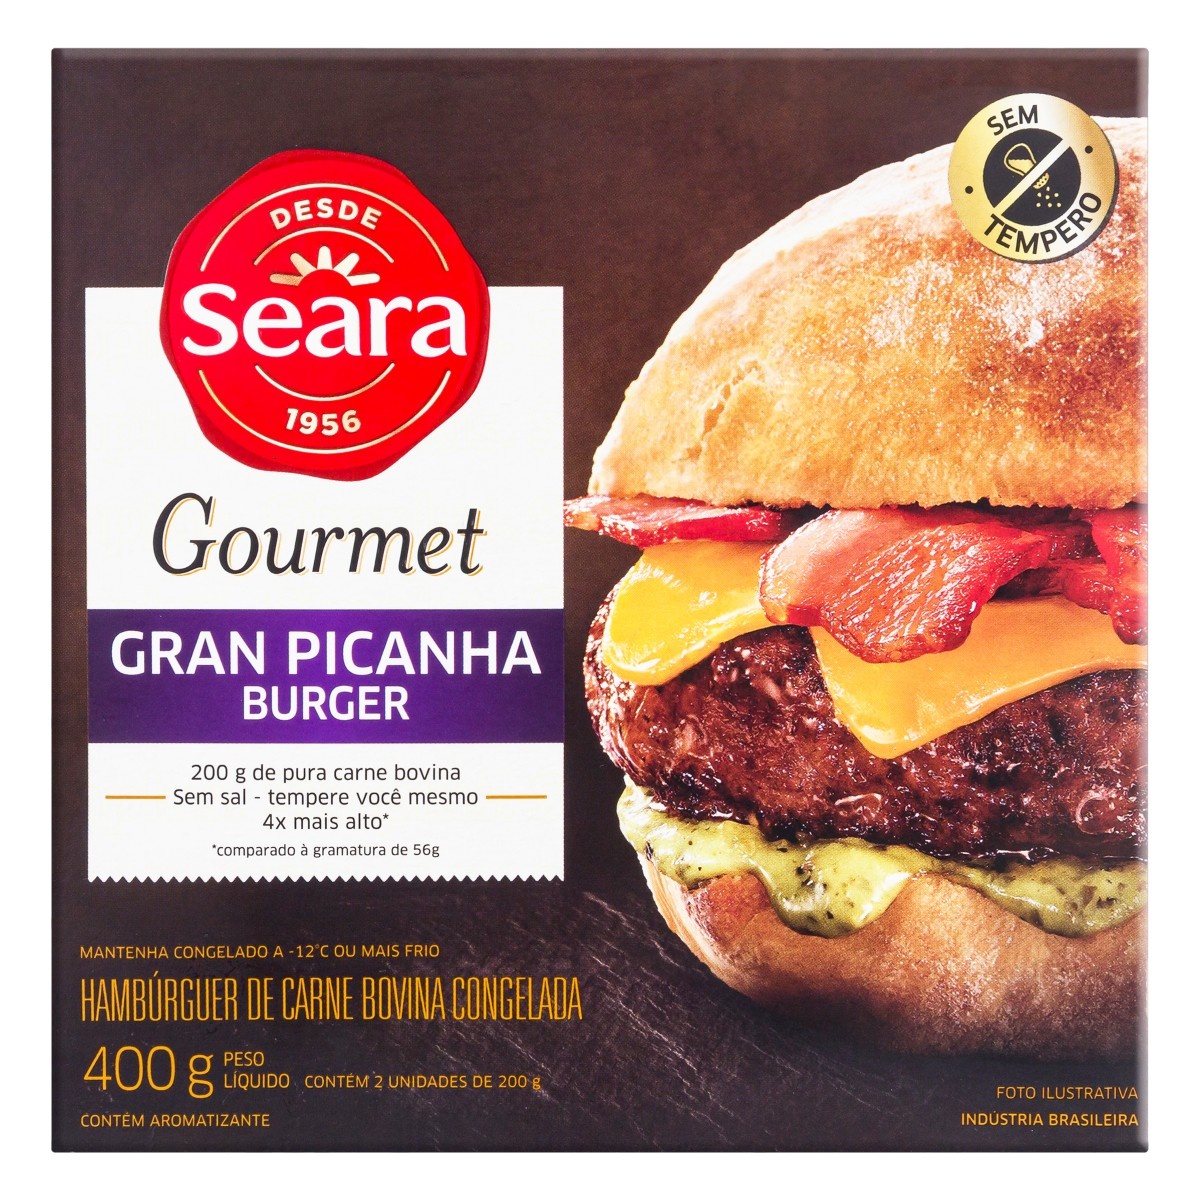 SEM
TEMPERO
DESDE
Seara
1956
Gourmet
GRAN PICANHA
BURGER
200 g de pura carne bovina
Sem sal - tempere você mesmo
4x mais alto*
*comparado à gramatura de 56g
MANTENHA CONGELADO A -12°C OU MAIS FRIO
HAMBÚRGUER DE CARNE BOVINA CONGELADA
400 g PESO
LÍQUIDO CONTÉM 2 UNIDADES DE 200 g
CONTÉM AROMATIZANTE
FOTO ILUSTRATIVA
INDÚSTRIA BRASILEIRA